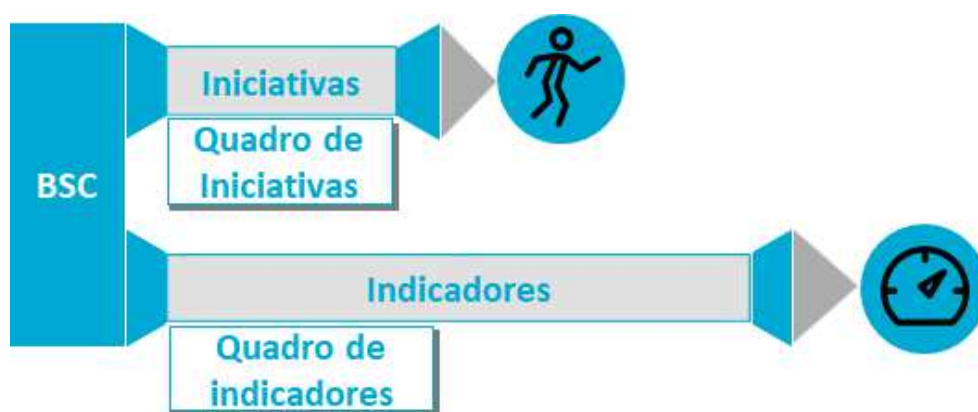 BSC
Iniciativas
Quadro de
Iniciativas
Indicadores
Quadro de
indicadores